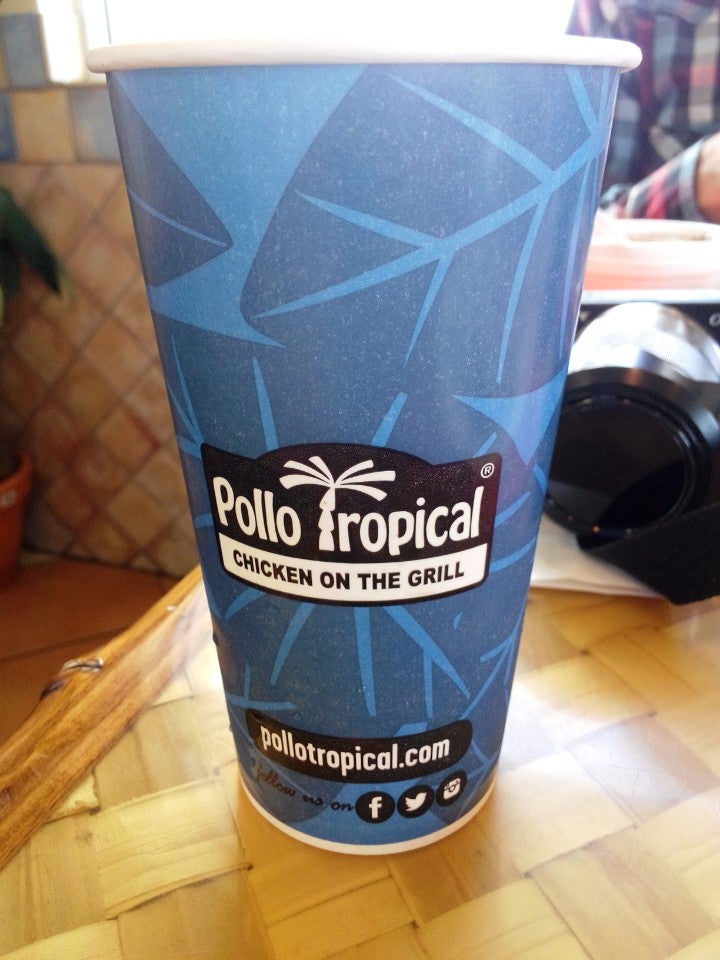 Pollo Tropical®
CHICKEN ON THE GRILL
pollotropical.com
follow us on